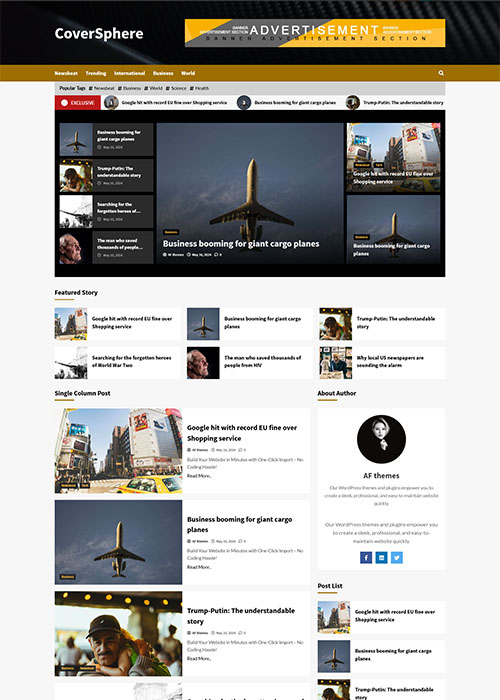 CoverSphere
BANNER
ADVERTISEMENT SECTION
ADVERTISEMENT
BANNER
ADVERTISEMENT SECTION
BANNER ADVERTISEMENT SECTION
Newsbeat Trending International Business World
Popular Tags # Newsbeat # Business # World # Science # Health
EXCLUSIVE
1 Google hit with record EU fine over Shopping service
2 Business booming for giant cargo planes
3 Trump-Putin: The understandable story
Business booming for giant cargo planes
May 16, 2024
Trump-Putin: The understandable story
May 16, 2024
Searching for the forgotten heroes of...
May 16, 2024
The man who saved thousands of people...
May 16, 2024
Business
Business booming for giant cargo planes
AF themes May 16, 2024 0
Newsbeat Tech
Google hit with record EU fine over Shopping service
Business
Business booming for giant cargo planes
Featured Story
Google hit with record EU fine over
Shopping service
Business booming for giant cargo
planes
Trump-Putin: The understandable
story
Searching for the forgotten heroes
of World War Two
The man who saved thousands of
people from HIV
Why local US newspapers are
sounding the alarm
Single Column Post
Newsbeat Tech
Google hit with record EU fine over
Shopping service
AF themes May 16, 2024 0
Build Your Website in Minutes with One-Click Import – No
Coding Hassle!
Read More..
Business
Business booming for giant cargo
planes
AF themes May 16, 2024 0
Build Your Website in Minutes with One-Click Import – No
Coding Hassle!
Read More..
Business Newsbeat
Trump-Putin: The understandable
story
AF themes May 16, 2024 0
Build Your Website in Minutes with One-Click Import – No
Coding Hassle!
Read More..
About Author
AF themes
Our WordPress themes and plugins empower you to
create a sleek, professional, and easy-to-maintain website
quickly.
Our WordPress themes and plugins empower you
to create a sleek, professional, and easy-to-
maintain website quickly.
Post List
Google hit with record EU fine over
Shopping service
Business booming for giant cargo
planes
Trump-Putin: The understandable
story